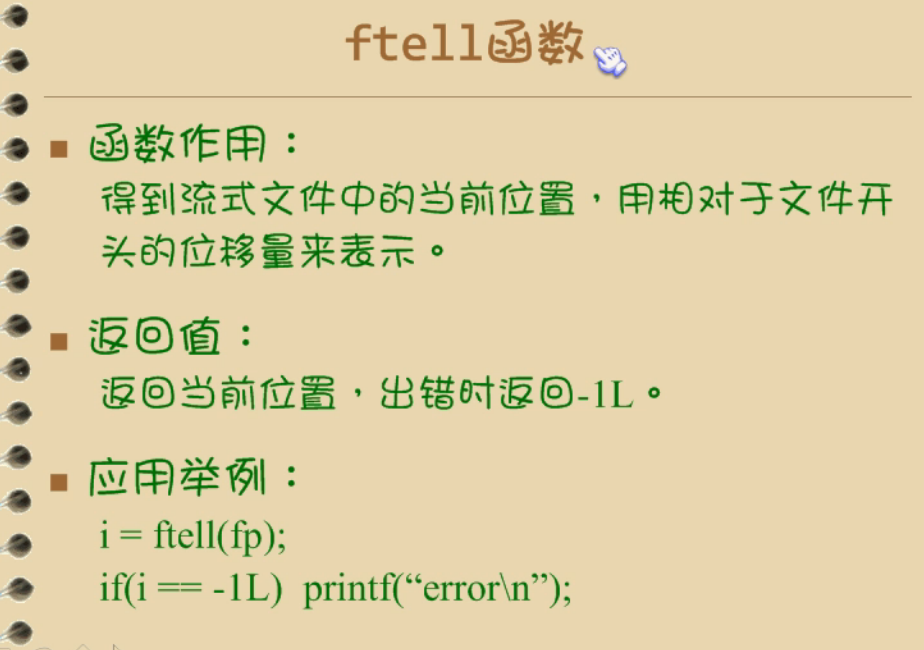 ftell函数
函数作用：
得到流式文件中的当前位置，用相对于文件开
头的位移量来表示。
返回值：
返回当前位置，出错时返回-1L。
应用举例：
i = ftell(fp);
if(i == -1L)  printf(“error\n”);